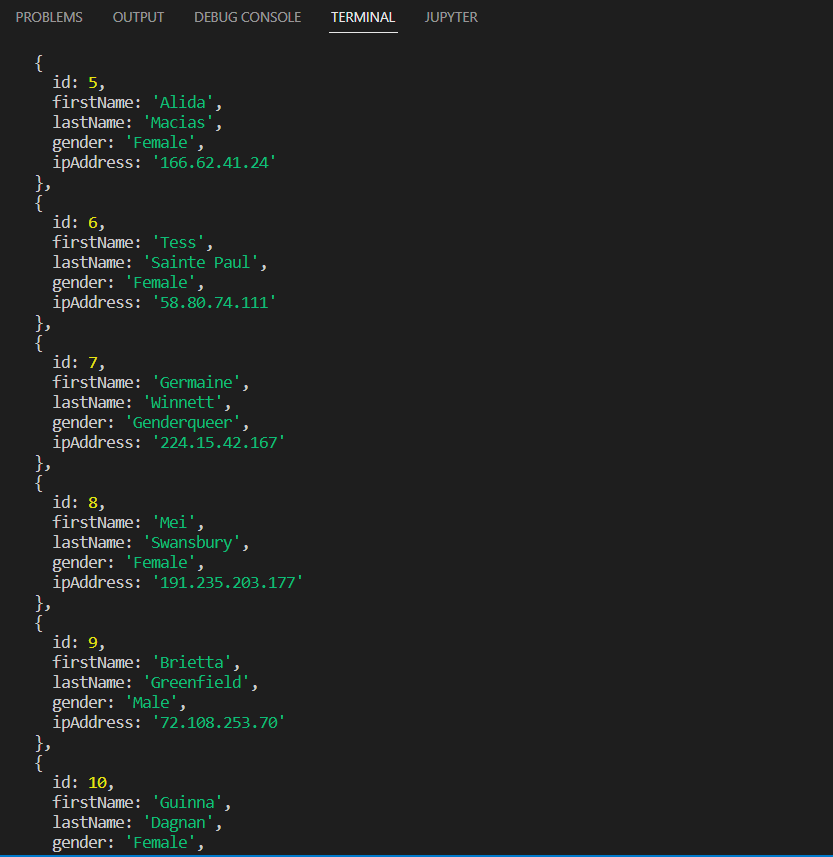 PROBLEMS OUTPUT DEBUG CONSOLE TERMINAL JUPYTER
{
id: 5,
firstName: 'Alida',
lastName: 'Macias',
gender: 'Female',
ipAddress: '166.62.41.24'
},
{
id: 6,
firstName: 'Tess',
lastName: 'Sainte Paul',
gender: 'Female',
ipAddress: '58.80.74.111'
},
{
id: 7,
firstName: 'Germaine',
lastName: 'Winnett',
gender: 'Genderqueer',
ipAddress: '224.15.42.167'
},
{
id: 8,
firstName: 'Mei',
lastName: 'Swansbury',
gender: 'Female',
ipAddress: '191.235.203.177'
},
{
id: 9,
firstName: 'Brietta',
lastName: 'Greenfield',
gender: 'Male',
ipAddress: '72.108.253.70'
},
{
id: 10,
firstName: 'Guinna',
lastName: 'Dagnan',
gender: 'Female',